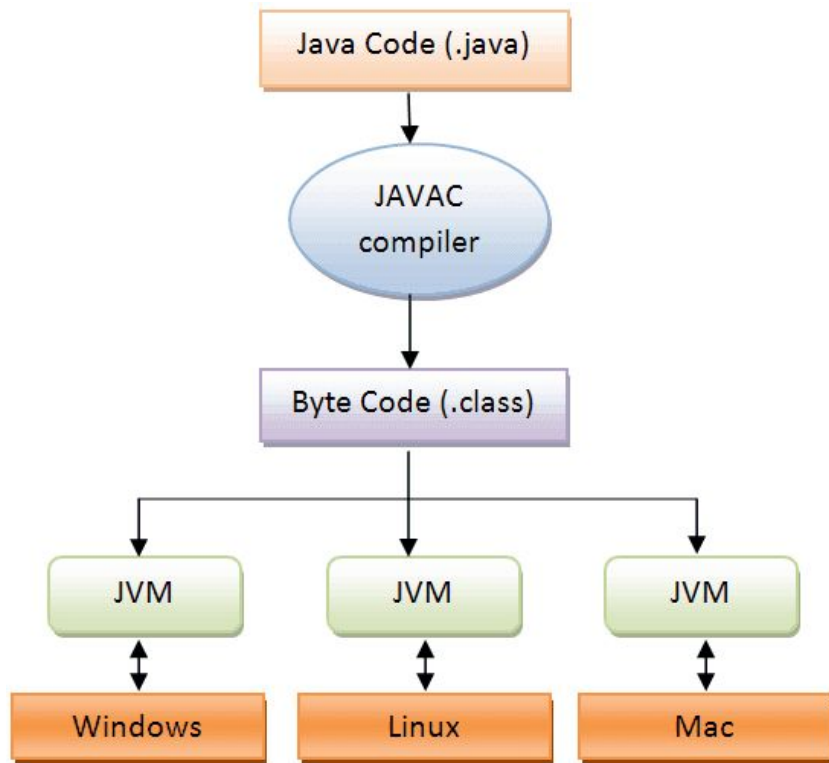 Java Code (.java)
JAVAC
compiler
Byte Code (.class)
JVM
JVM
JVM
Windows
Linux
Mac